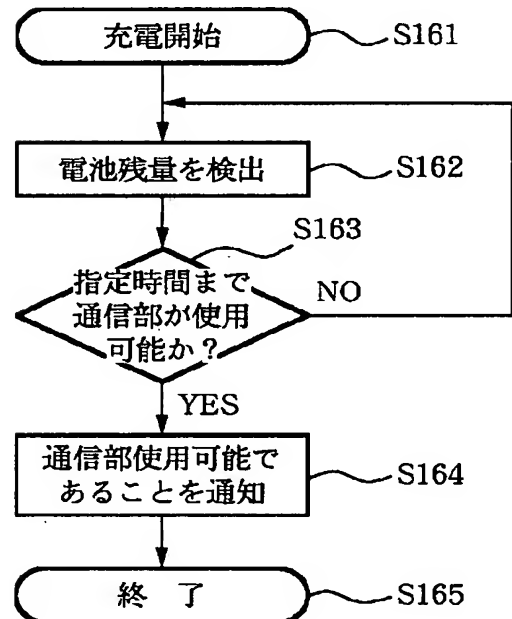 充電開始
S161
電池残量を検出
S162
S163
指定時間まで
通信部が使用
可能か？
NO
YES
通信部使用可能で
あることを通知
S164
終 了
S165